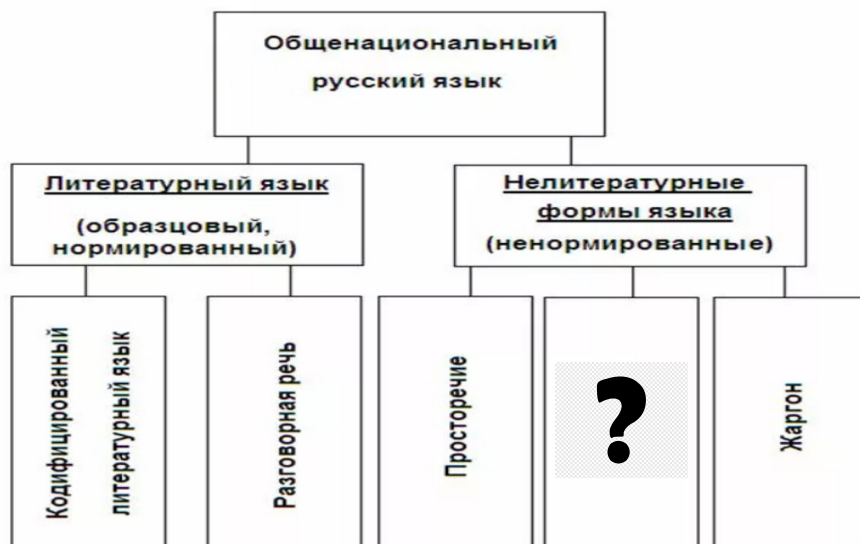 Общенациональный
русский язык
Литературный язык
(образцовый,
нормированный)
Нелитературные
формы языка
(ненормированные)
Кодифицированный
литературный язык
Разговорная речь
Просторечие
?
Жаргон